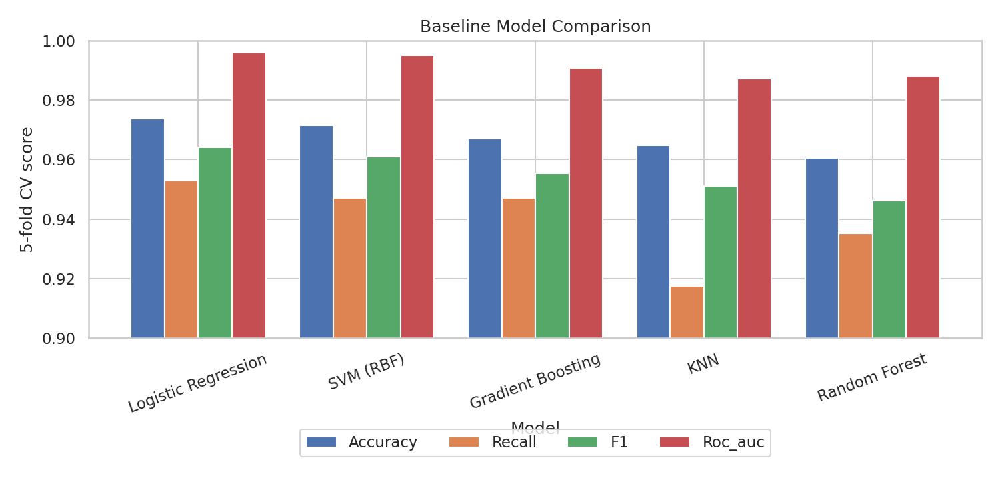 Baseline Model Comparison
1.00
0.98
0.96
0.94
0.92
0.90
5-fold CV score
Logistic Regression
SVM (RBF)
Gradient Boosting
KNN
Random Forest
Model
Accuracy
Recall
F1
Roc_auc